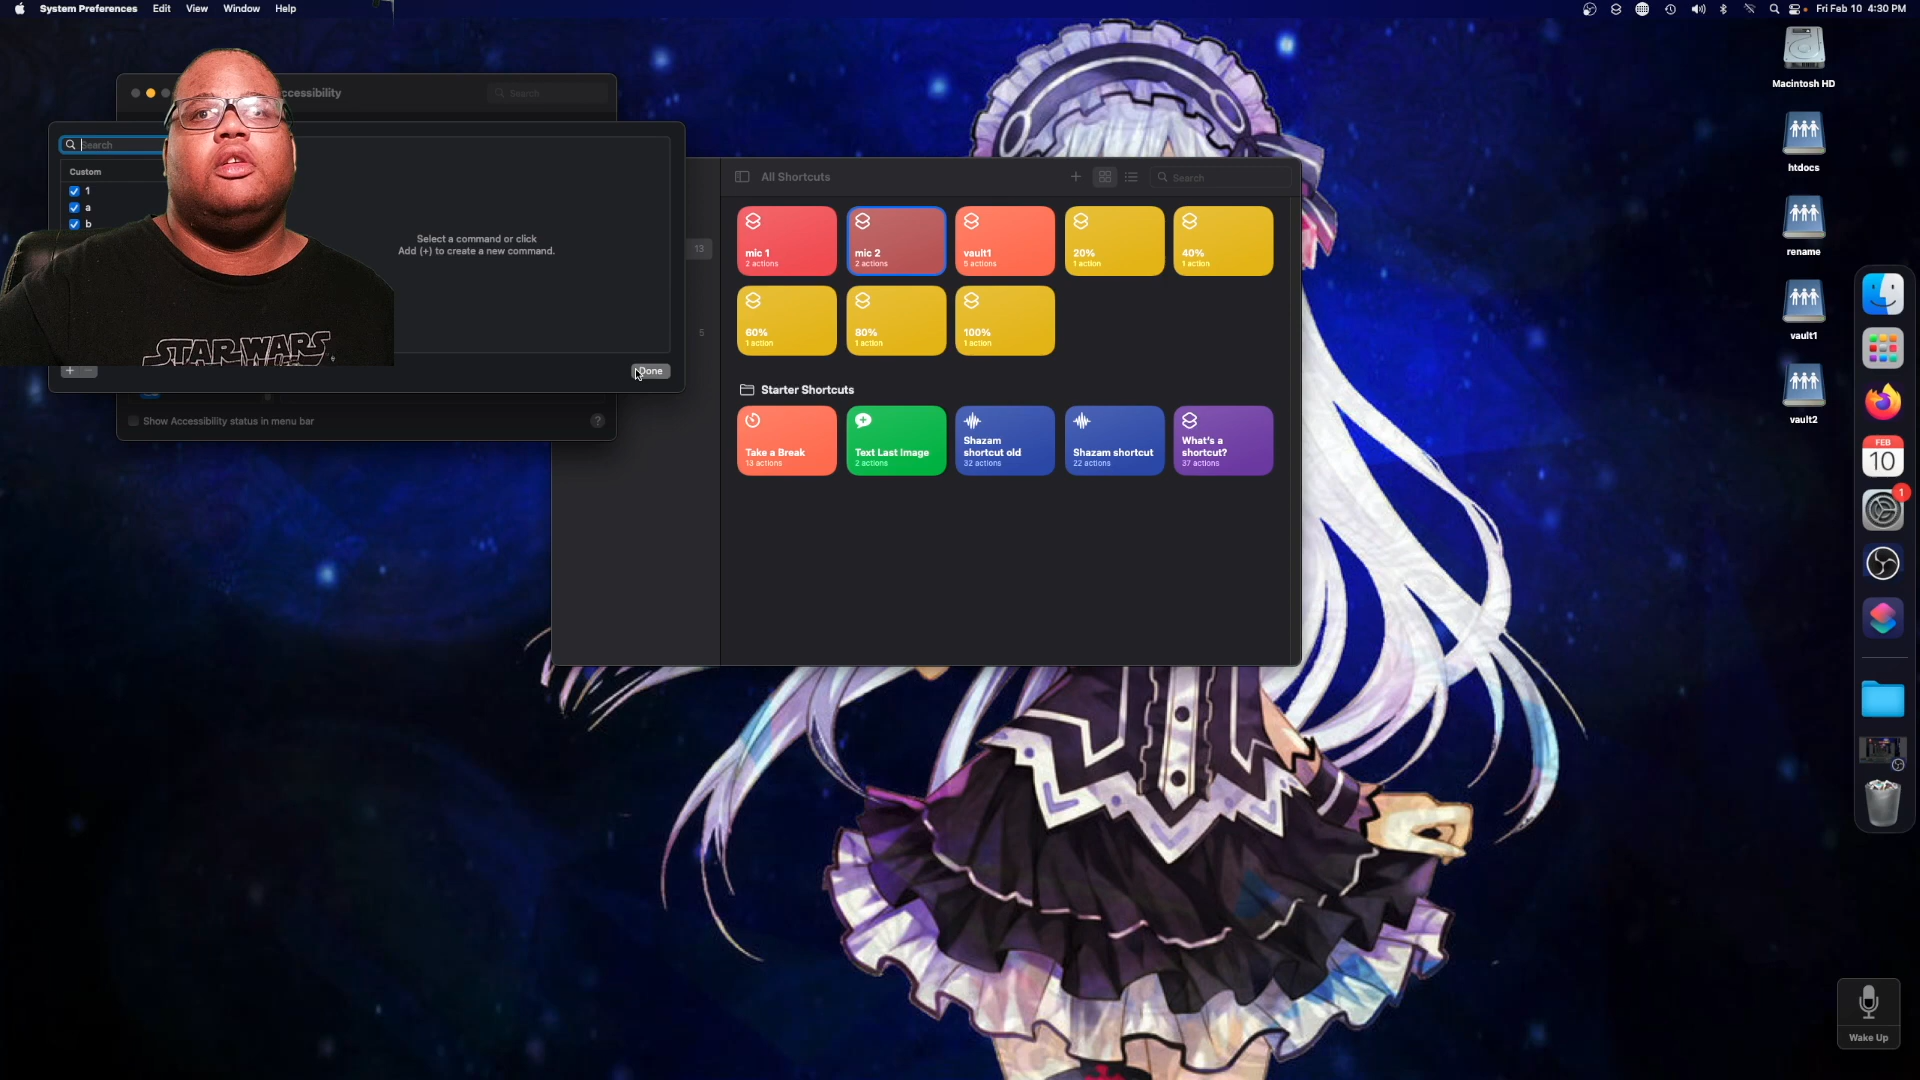 System Preferences Edit View Window Help
Fri Feb 10 4:30 PM
ccessibility
Search
Search
Custom
1
a
b
Select a command or click
Add (+) to create a new command.
STAR WARS
+ −
Done
Show Accessibility status in menu bar
?
13
5
All Shortcuts
Search
mic 1
2 actions
mic 2
2 actions
vault1
5 actions
20%
1 action
40%
1 action
60%
1 action
80%
1 action
100%
1 action
Starter Shortcuts
Take a Break
13 actions
Text Last Image
2 actions
Shazam
shortcut old
32 actions
Shazam shortcut
22 actions
What's a
shortcut?
37 actions
Macintosh HD
htdocs
rename
vault1
vault2
FEB
10
1
Wake Up